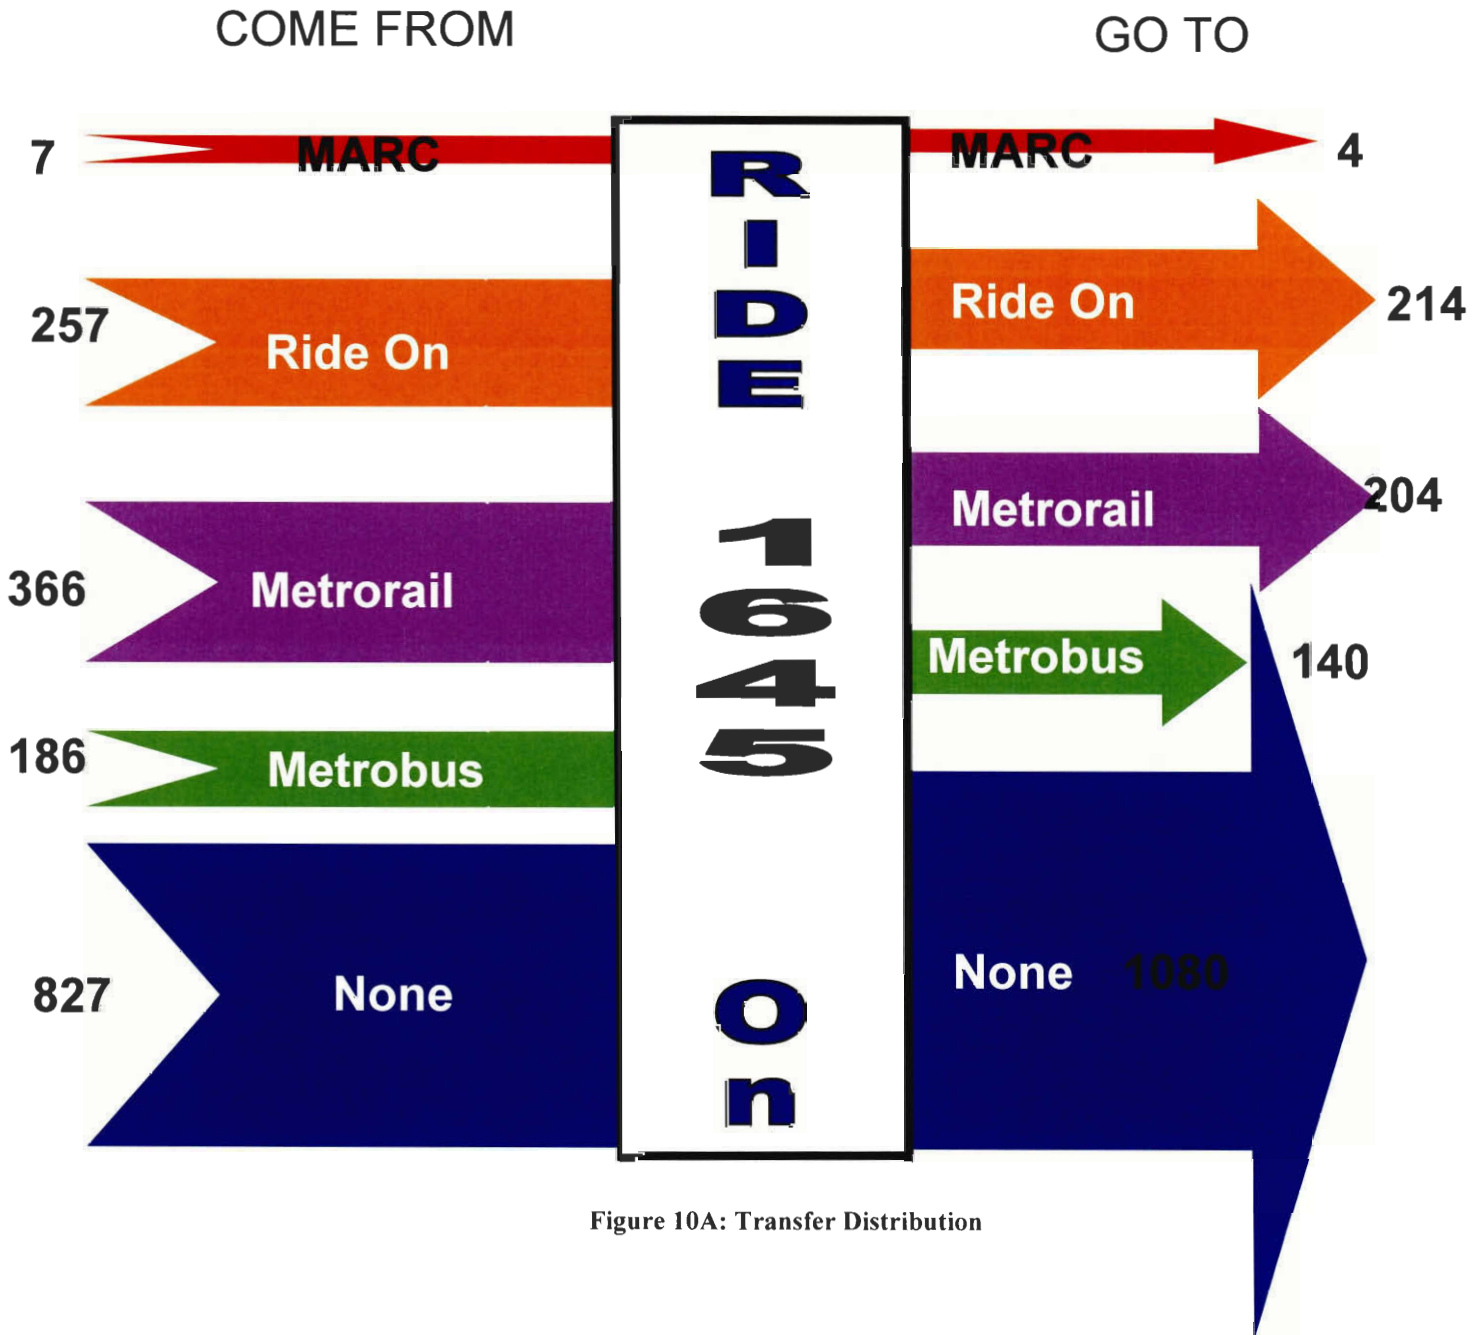 COME FROM
GO TO
7
MARC
MARC
4
257
Ride On
Ride On
214
366
Metrorail
Metrorail
204
186
Metrobus
Metrobus
140
827
None
None 1080
RIDE
1645
On
Figure 10A: Transfer Distribution